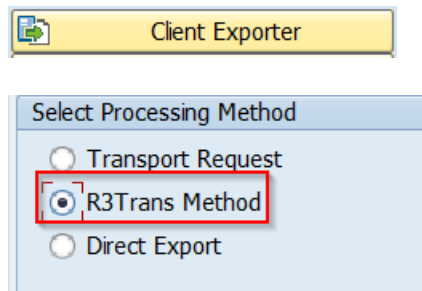 Client Exporter
Select Processing Method
Transport Request
R3Trans Method
Direct Export